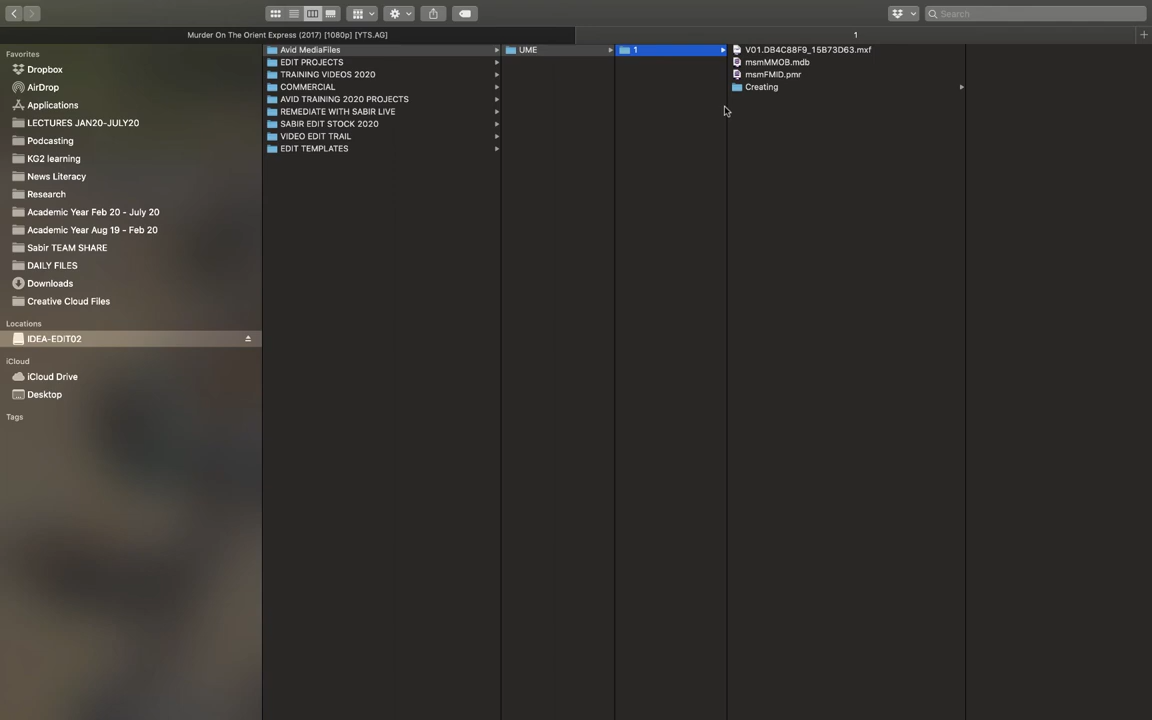 Search
Murder On The Orient Express (2017) [1080p] [YTS.AG]
1
Favorites
Dropbox
AirDrop
Applications
LECTURES JAN20-JULY20
Podcasting
KG2 learning
News Literacy
Research
Academic Year Feb 20 - July 20
Academic Year Aug 19 - Feb 20
Sabir TEAM SHARE
DAILY FILES
Downloads
Creative Cloud Files
Locations
IDEA-EDIT02
iCloud
iCloud Drive
Desktop
Tags
Avid MediaFiles
EDIT PROJECTS
TRAINING VIDEOS 2020
COMMERCIAL
AVID TRAINING 2020 PROJECTS
REMEDIATE WITH SABIR LIVE
SABIR EDIT STOCK 2020
VIDEO EDIT TRAIL
EDIT TEMPLATES
UME
1
V01.DB4C88F9_15B73D63.mxf
msmMMOB.mdb
msmFMID.pmr
Creating